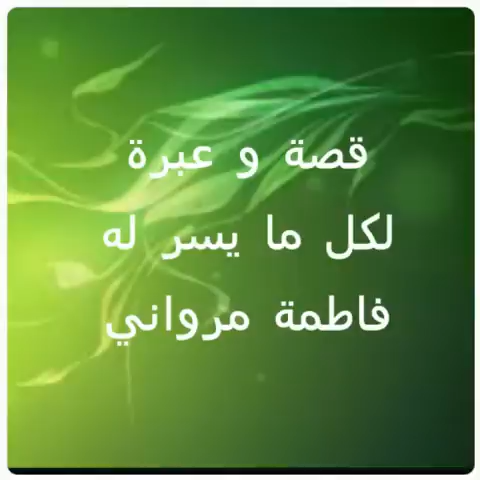 قصة و عبرة
لكل ما يسر له
فاطمة مرواني